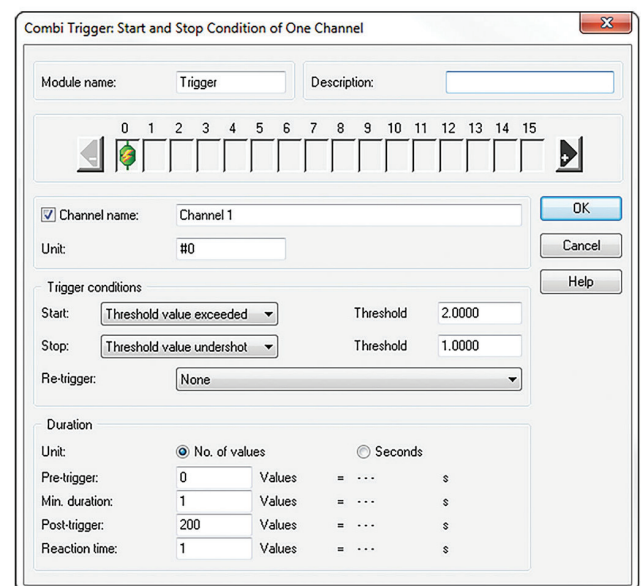 Combi Trigger: Start and Stop Condition of One Channel
Module name: Trigger Description:
0 1 2 3 4 5 6 7 8 9 10 11 12 13 14 15
- +
Channel name: Channel 1 OK
Unit: #0 Cancel
Help
Trigger conditions
Start: Threshold value exceeded Threshold 2.0000
Stop: Threshold value undershot Threshold 1.0000
Re-trigger: None
Duration
Unit: No. of values Seconds
Pre-trigger: 0 Values = --- s
Min. duration: 1 Values = --- s
Post-trigger: 200 Values = --- s
Reaction time: 1 Values = --- s